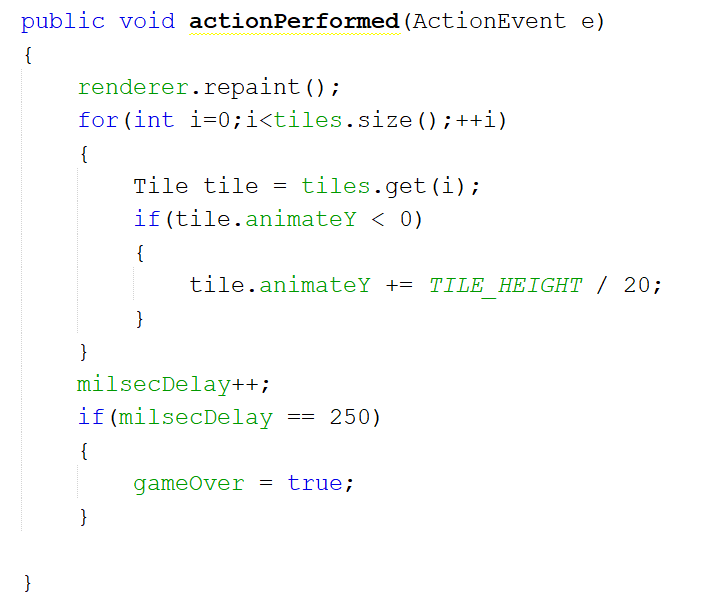 public void actionPerformed(ActionEvent e)
{
    renderer.repaint();
    for(int i=0;i<tiles.size();++i)
    {
        Tile tile = tiles.get(i);
        if(tile.animateY < 0)
        {
            tile.animateY += TILE_HEIGHT / 20;
        }
    }
    milsecDelay++;
    if(milsecDelay == 250)
    {
        gameOver = true;
    }

}